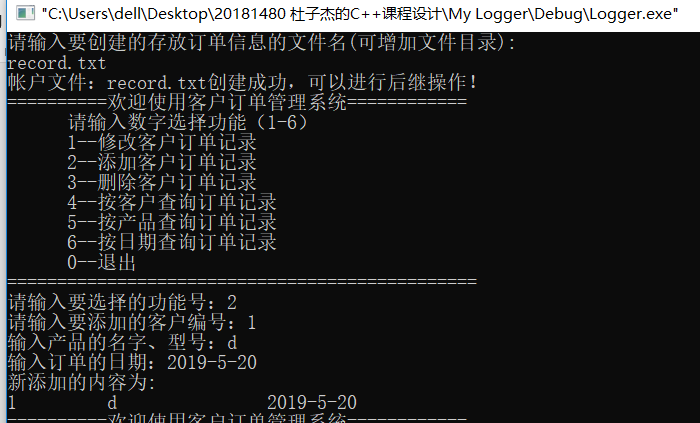 "C:\Users\dell\Desktop\20181480 杜子杰的C++课程设计\My Logger\Debug\Logger.exe"
请输入要创建的存放订单信息的文件名(可增加文件目录):
record.txt
帐户文件：record.txt创建成功，可以进行后继操作！
==========欢迎使用客户订单管理系统============
请输入数字选择功能（1-6）
1--修改客户订单记录
2--添加客户订单记录
3--删除客户订单记录
4--按客户查询订单记录
5--按产品查询订单记录
6--按日期查询订单记录
0--退出
===============================================
请输入要选择的功能号：2
请输入要添加的客户编号：1
输入产品的名字、型号：d
输入订单的日期：2019-5-20
新添加的内容为:
1 d 2019-5-20
==========欢迎使用客户订单管理系统============